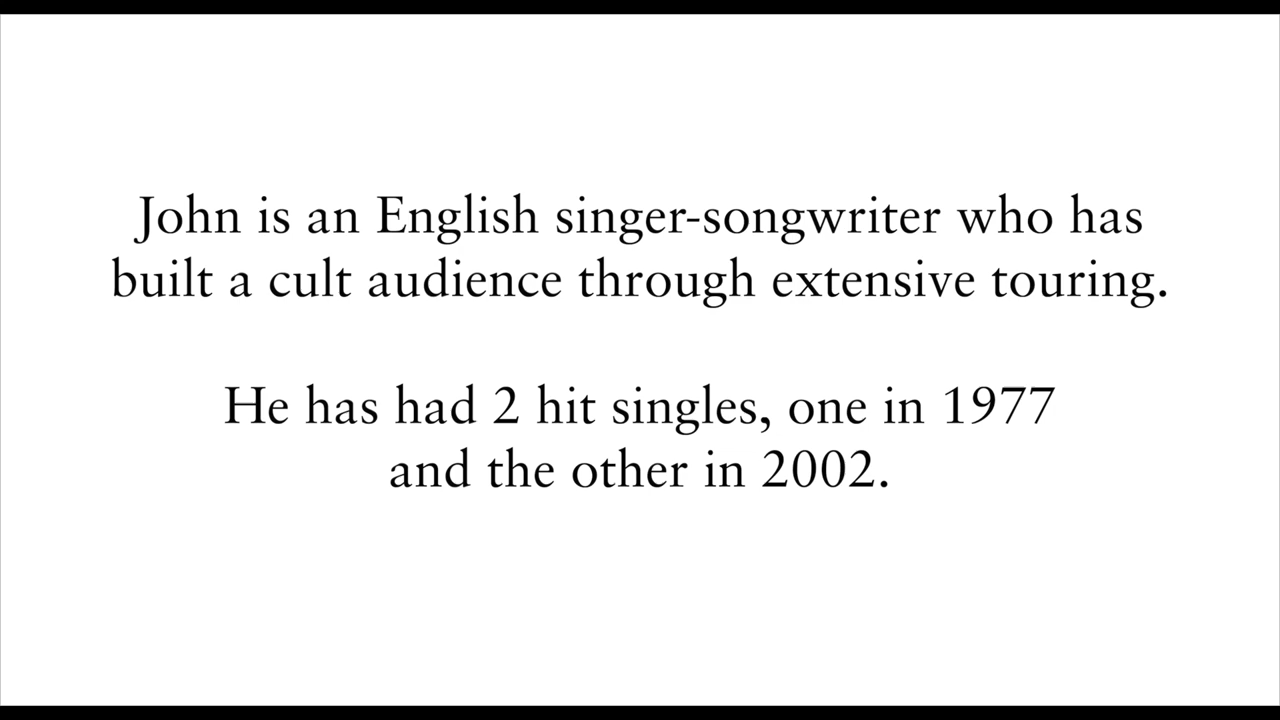 John is an English singer-songwriter who has
built a cult audience through extensive touring.
He has had 2 hit singles, one in 1977
and the other in 2002.